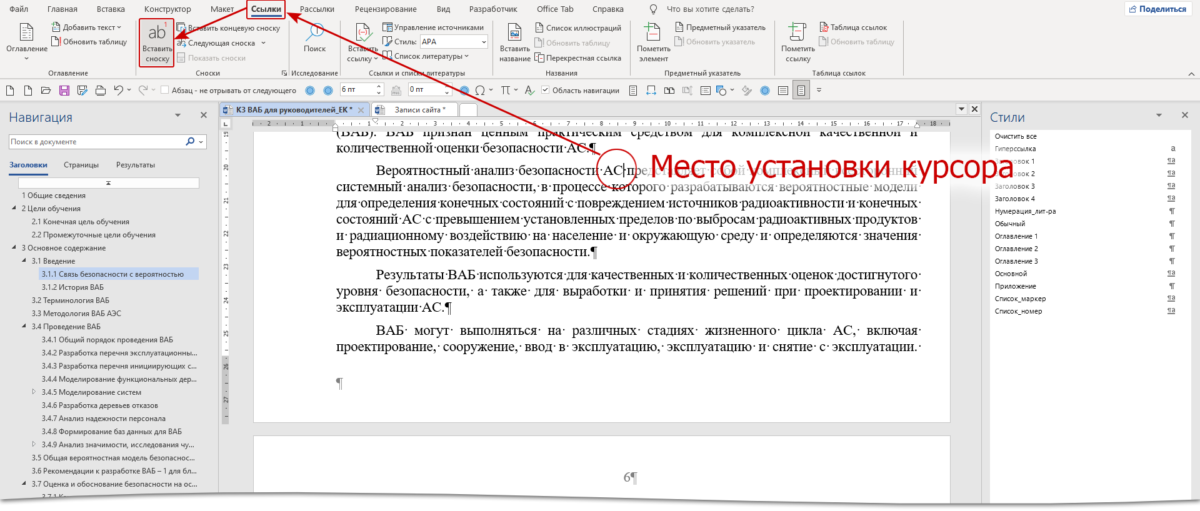 Файл Главная Вставка Конструктор Макет Ссылки Рассылки Рецензирование Вид Разработчик Office Tab Справка Что вы хотите сделать? Поделиться
Оглавление
Добавить текст
Обновить таблицу
Оглавление
ab
1
Вставить сноску
Вставить концевую сноску
Следующая сноска
Показать сноски
Сноски
Поиск
Исследование
Вставить ссылку
Управление источниками
Стиль: APA
Список литературы
Ссылки и списки литературы
Вставить название
Список иллюстраций
Обновить таблицу
Перекрестная ссылка
Названия
Пометить элемент
Предметный указатель
Обновить указатель
Предметный указатель
Пометить ссылку
Таблица ссылок
Обновить таблицу
Таблица ссылок
Абзац - не отрывать от следующего 6 пт 0 пт Ω π Область навигации
Навигация
Поиск в документе
Заголовки Страницы Результаты
1 Общие сведения
2 Цели обучения
2.1 Конечная цель обучения
2.2 Промежуточные цели обучения
3 Основное содержание
3.1 Введение
3.1.1 Связь безопасности с вероятностью
3.1.2 История ВАБ
3.2 Терминология ВАБ
3.3 Методология ВАБ АЭС
3.4 Проведение ВАБ
3.4.1 Общий порядок проведения ВАБ
3.4.2 Разработка перечня эксплуатационны...
3.4.3 Разработка перечня инициирующих с...
3.4.4 Моделирование функциональных дер...
3.4.5 Моделирование систем
3.4.6 Разработка деревьев отказов
3.4.7 Анализ надежности персонала
3.4.8 Формирование баз данных для ВАБ
3.4.9 Анализ значимости, исследования чу...
3.5 Общая вероятностная модель безопаснос...
3.6 Рекомендации к разработке ВАБ – 1 для бл...
3.7 Оценка и обоснование безопасности на ос...
КЗ ВАБ для руководителей_ЕК *
Записи сайта *
(ВАБ). ВАБ признан ценным практическим средством для комплексной качественной и
количественной оценки безопасности АС.¶
Вероятностный анализ безопасности АС
Место установки курсора
системный анализ безопасности, в процессе которого разрабатываются вероятностные модели
для определения конечных состояний с повреждением источников радиоактивности и конечных
состояний АС с превышением установленных пределов по выбросам радиоактивных продуктов
и радиационному воздействию на население и окружающую среду и определяются значения
вероятностных показателей безопасности.¶
Результаты ВАБ используются для качественных и количественных оценок достигнутого
уровня безопасности, а также для выработки и принятия решений при проектировании и
эксплуатации АС.¶
ВАБ могут выполняться на различных стадиях жизненного цикла АС, включая
проектирование, сооружение, ввод в эксплуатацию, эксплуатацию и снятие с эксплуатации.
¶
6¶
Стили
Очистить все
Гиперссылка a
Заголовок 1
Заголовок 2
Заголовок 3
Заголовок 4
Нумерация_лит-ра
Обычный ¶
Оглавление 1 ¶
Оглавление 2 ¶
Оглавление 3 ¶
Основной
Приложение ¶
Список_маркер
Список_номер